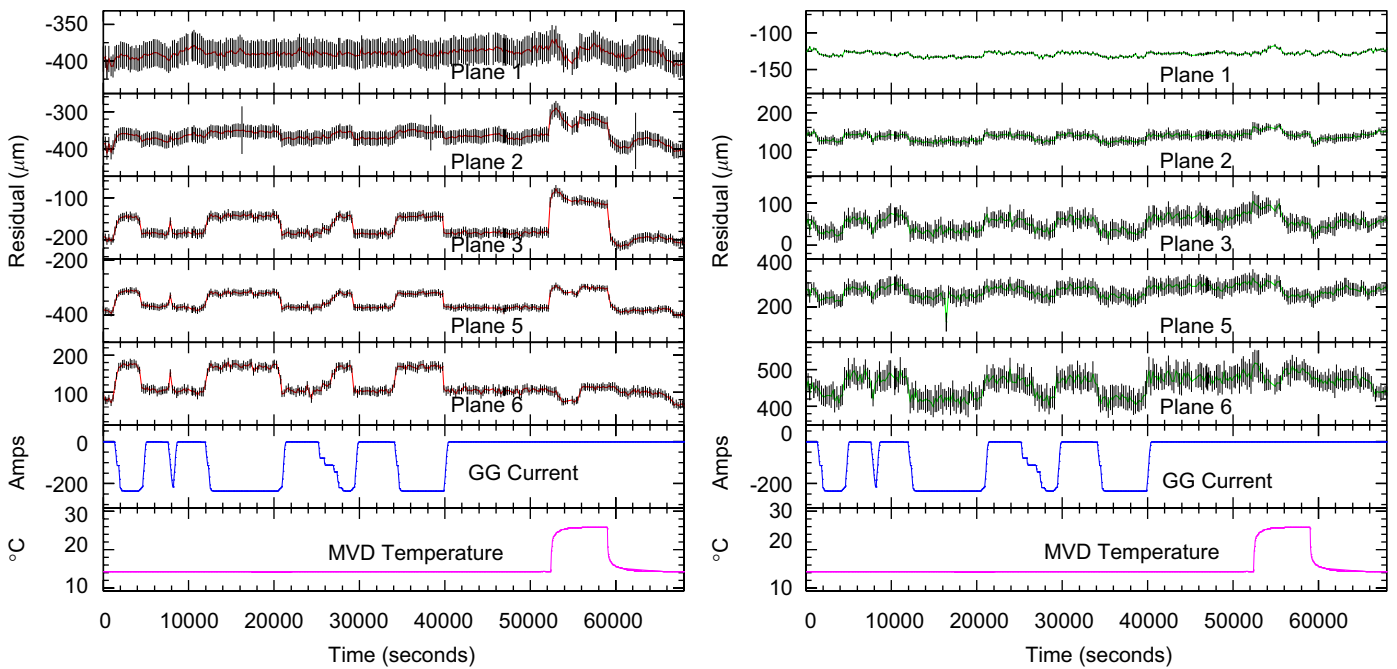 -350
-400
Plane 1
-300
-400
Plane 2
-100
-200
Plane 3
-200
-400
Plane 5
200
100
Plane 6
0
-200
GG Current
30
20
10
MVD Temperature
Residual (μm)
Residual (μm)
Amps
°C
0 10000 20000 30000 40000 50000 60000
Time (seconds)
-100
-150
Plane 1
200
100
Plane 2
100
0
Plane 3
400
200
Plane 5
500
400
Plane 6
0
-200
GG Current
30
20
10
MVD Temperature
Residual (μm)
Residual (μm)
Amps
°C
0 10000 20000 30000 40000 50000 60000
Time (seconds)